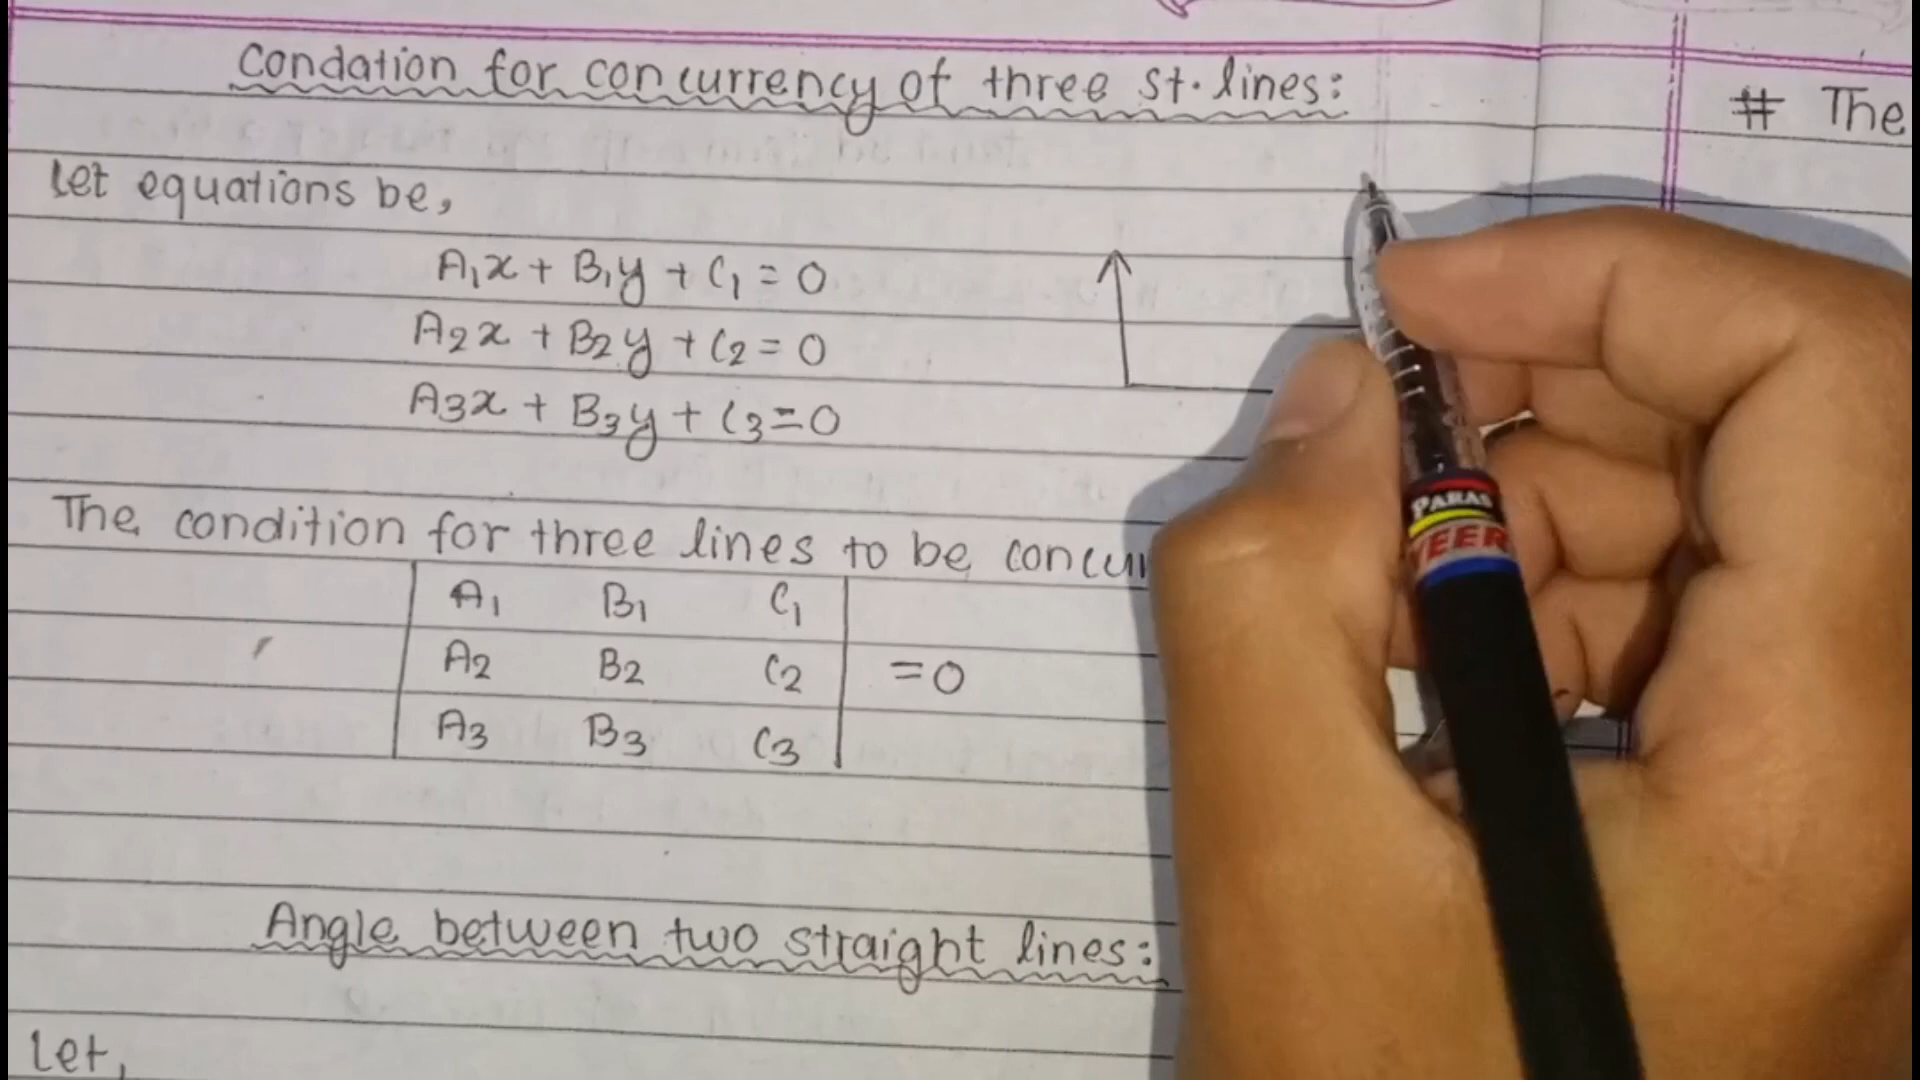 Condation for concurrency of three st. lines:
# The
Let equations be,
A₁x + B₁y + C₁ = 0
A₂x + B₂y + C₂ = 0
A₃x + B₃y + C₃ = 0
The condition for three lines to be
A₁ B₁ C₁
A₂ B₂ C₂ = 0
A₃ B₃ C₃
Angle between two straight lines:
Let,
PARAS